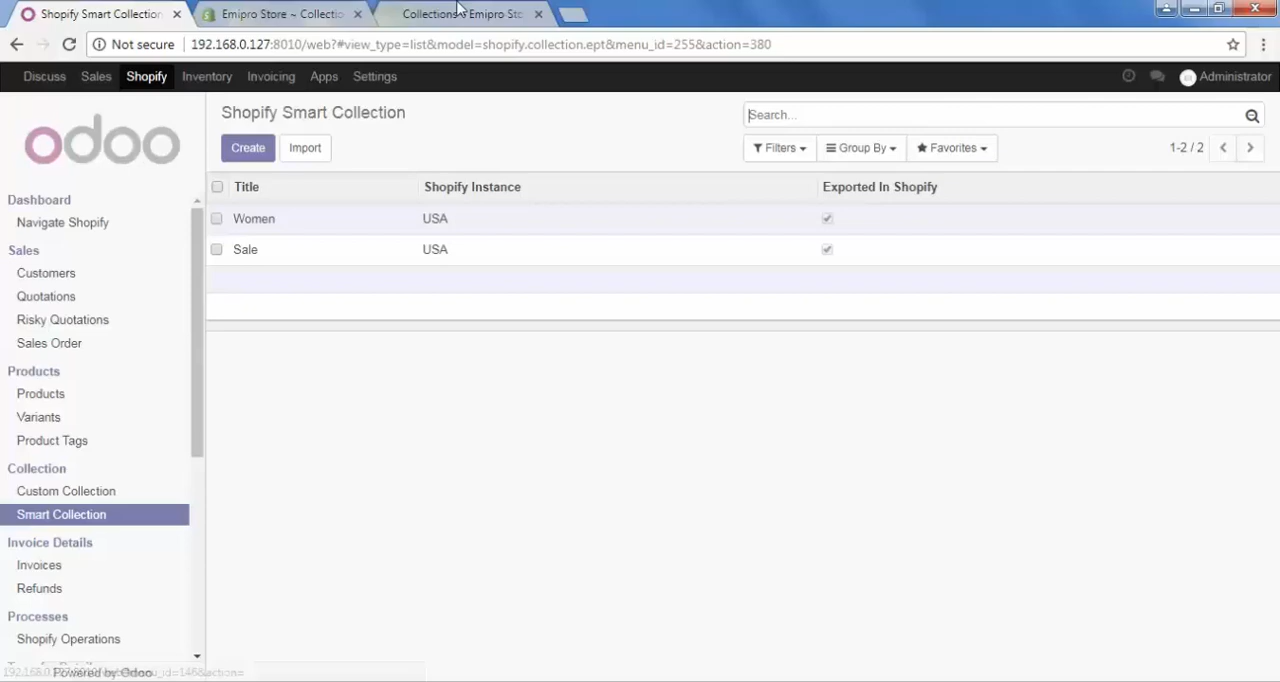 Shopify Smart Collection
Emipro Store ~ Collectio
Collections
Emipro Sto
Not secure
192.168.0.127:8010/web?#view_type=list&model=shopify.collection.ept&menu_id=255&action=380
Discuss Sales Shopify Inventory Invoicing Apps Settings
Administrator
odoo
Shopify Smart Collection
Search...
Create Import
Filters Group By Favorites
1-2 / 2
Title Shopify Instance Exported In Shopify
Women USA
Sale USA
Dashboard
Navigate Shopify
Sales
Customers
Quotations
Risky Quotations
Sales Order
Products
Products
Variants
Product Tags
Collection
Custom Collection
Smart Collection
Invoice Details
Invoices
Refunds
Processes
Shopify Operations
Powered by Odoo